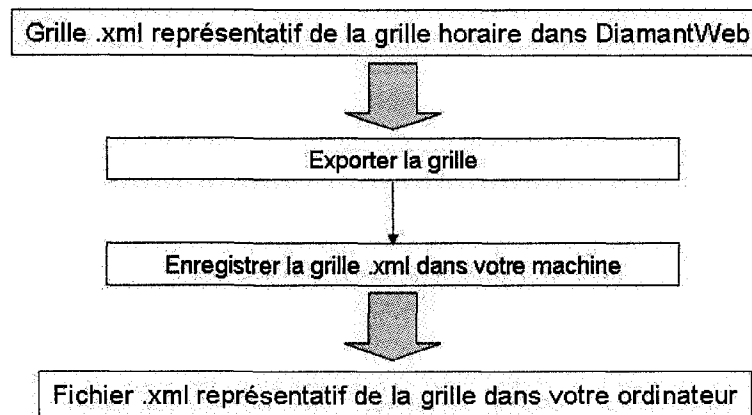 Grille .xml représentatif de la grille horaire dans DiamantWeb
Exporter la grille
Enregistrer la grille .xml dans votre machine
Fichier .xml représentatif de la grille dans votre ordinateur